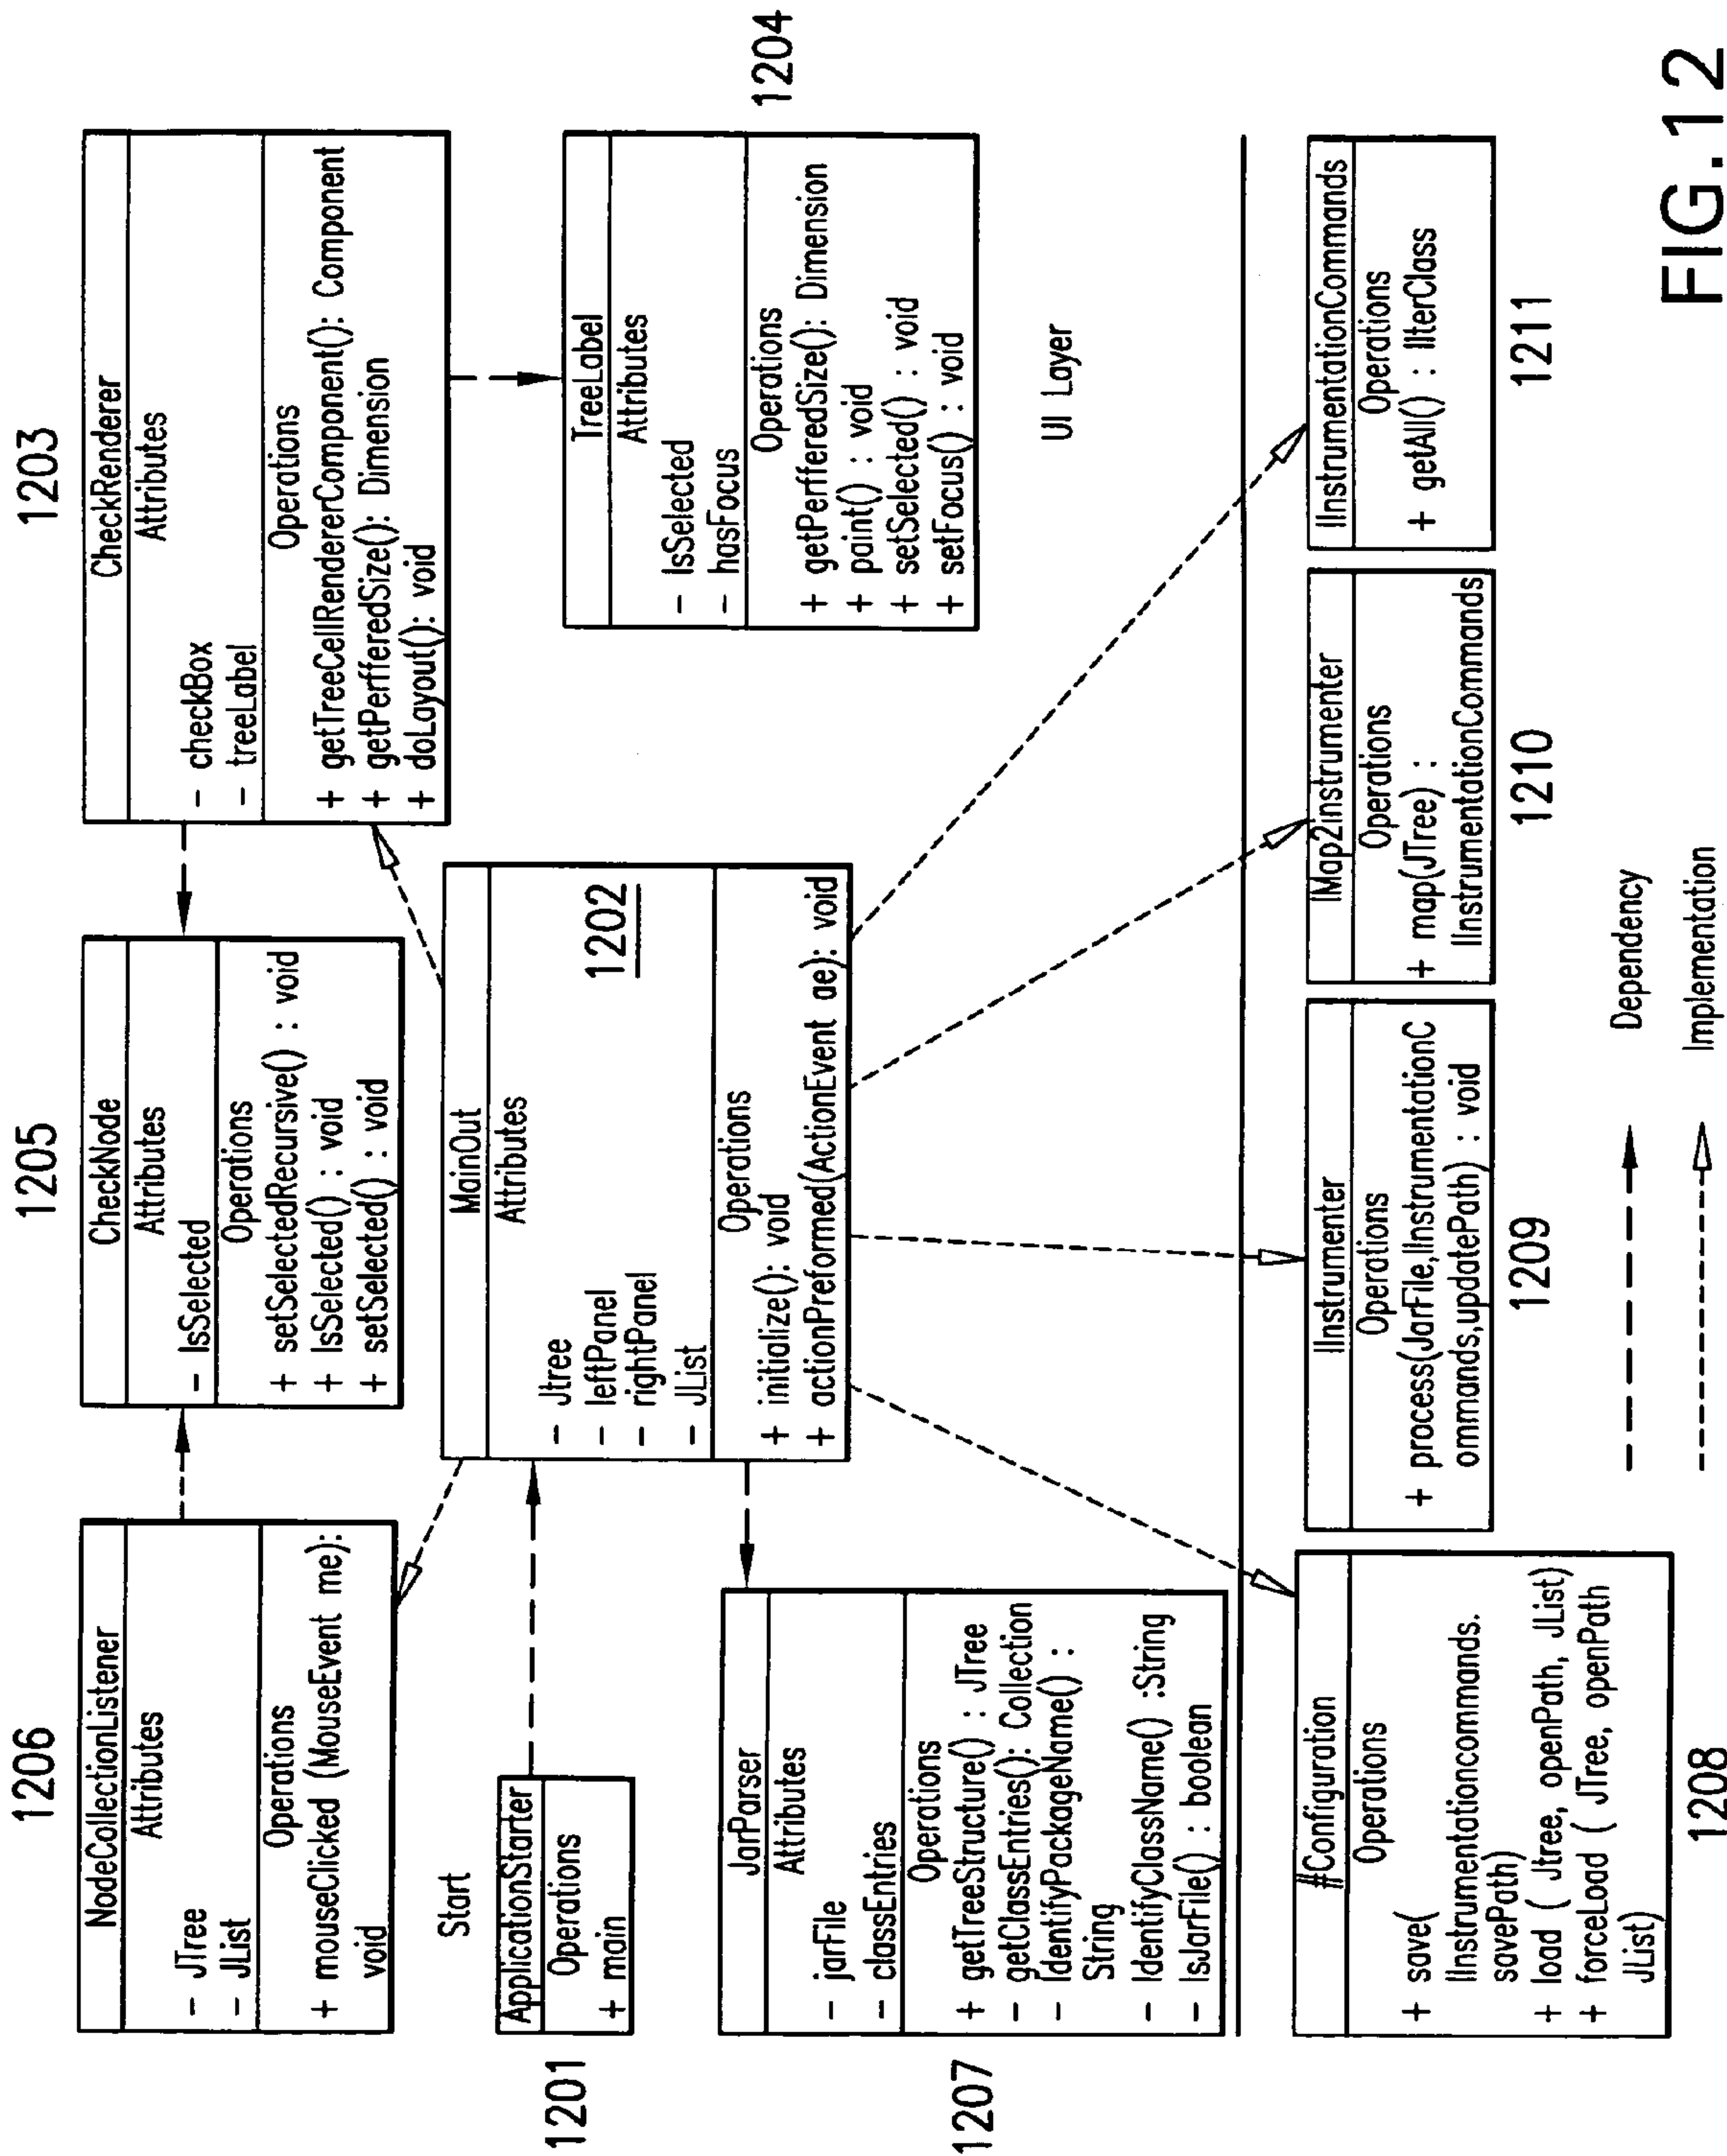 1206
NodeCollectionListener
Attributes
– JTree
– JList
Operations
+ mouseClicked (MouseEvent me):
void
1205
CheckNode
Attributes
– IsSelected
Operations
+ setSelectedRecursive() : void
+ IsSelected() : void
+ setSelected() : void
1203
CheckRenderer
Attributes
– checkBox
– treeLabel
Operations
+ getTreeCellRendererComponent(): Component
+ getPerfferedSize(): Dimension
+ doLayout(): void
Start
1201
ApplicationStarter
Operations
+ main
MainOut
Attributes
1202
– Jtree
– leftPanel
– rightPanel
– JList
Operations
+ initialize(): void
+ actionPreformed(ActionEvent ae): void
TreeLabel
Attributes
– IsSelected
– hasFocus
Operations
+ getPerfferedSize(): Dimension
+ paint() : void
+ setSelected() : void
+ setFocus() : void
1204
1207
JarParser
Attributes
– jarFile
– classEntries
Operations
+ getTreeStructure() : JTree
– getClassEntries(): Collection
– IdentifyPackageName() :
String
– IdentifyClassName() :String
– IsJarFile() : boolean
UI Layer
#Configuration
Operations
+ save(
IInstrumentationcommands.
savePath)
+ load ( Jtree, openPath, JList)
+ forceLoad ( JTree, openPath
JList)
1208
IInstrumenter
Operations
+ process(JarFile,IInstrumentationC
ommands,updatePath) : void
1209
IMap2instrumenter
Operations
+ map(JTree) :
IInstrumentationCommands
1210
IInstrumentationCommands
Operations
+ getAll() : IIterClass
1211
Dependency
Implementation
FIG.12